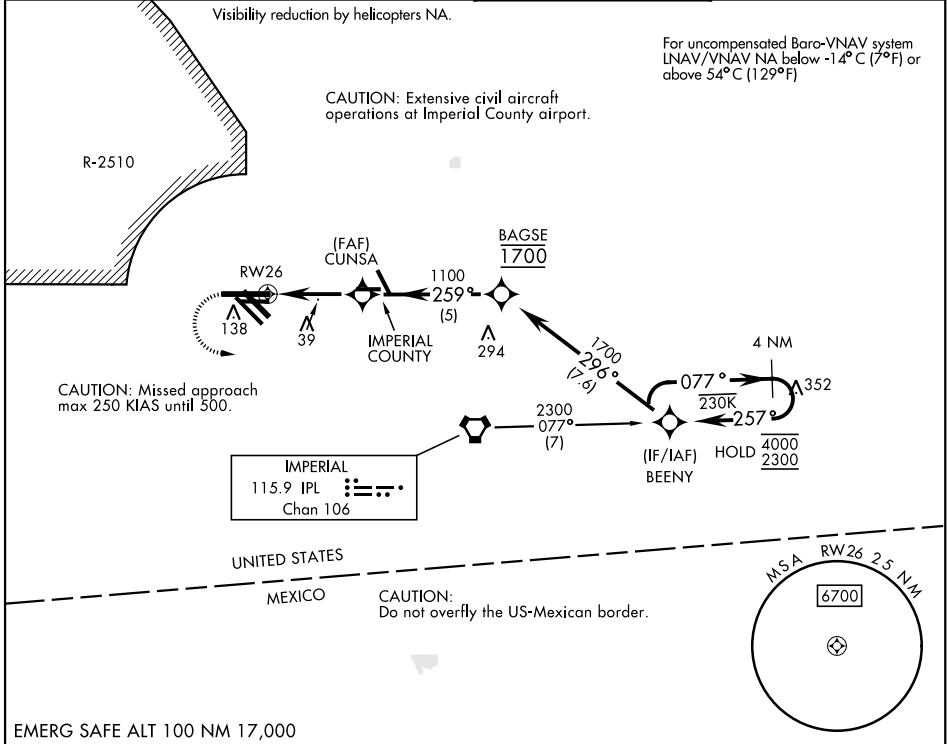 Visibility reduction by helicopters NA.
For uncompensated Baro-VNAV system
LNAV/VNAV NA below -14°C (7°F) or
above 54°C (129°F)
CAUTION: Extensive civil aircraft
operations at Imperial County airport.
R-2510
BAGSE
1700
(FAF)
CUNSA
RW26
1100
259°
(5)
138
39
IMPERIAL
COUNTY
294
1700
296°
(7.6)
4 NM
077°
230K
352
257°
CAUTION: Missed approach
max 250 KIAS until 500.
2300
077°
(7)
(IF/IAF)
BEENY
HOLD
4000
2300
IMPERIAL
115.9 IPL
Chan 106
UNITED STATES
MEXICO
CAUTION:
Do not overfly the US-Mexican border.
MSA RW26 25 NM
6700
EMERG SAFE ALT 100 NM 17,000